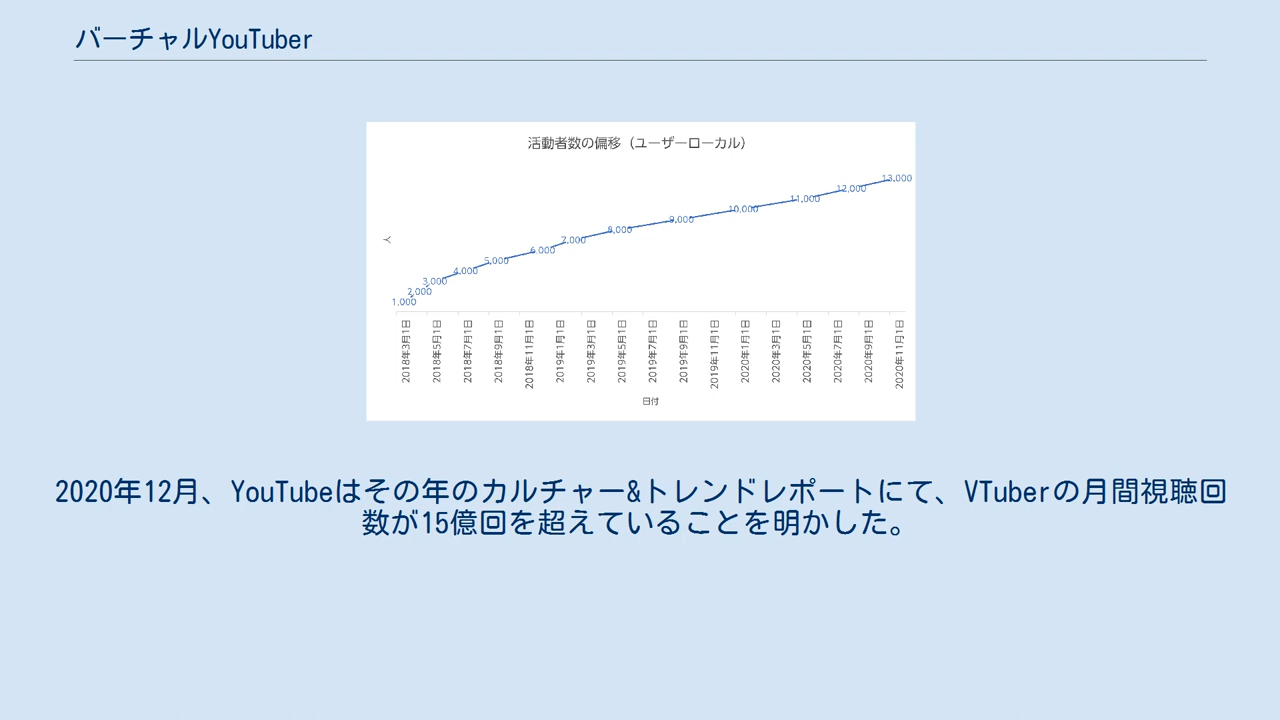 バーチャルYouTuber
活動者数の偏移（ユーザーローカル）
人
1,000
2,000
3,000
4,000
5,000
6,000
7,000
8,000
9,000
10,000
11,000
12,000
13,000
2018年3月1日
2018年5月1日
2018年7月1日
2018年9月1日
2018年11月1日
2019年1月1日
2019年3月1日
2019年5月1日
2019年7月1日
2019年9月1日
2019年11月1日
2020年1月1日
2020年3月1日
2020年5月1日
2020年7月1日
2020年9月1日
2020年11月1日
日付
2020年12月、YouTubeはその年のカルチャー&トレンドレポートにて、VTuberの月間視聴回
数が15億回を超えていることを明かした。